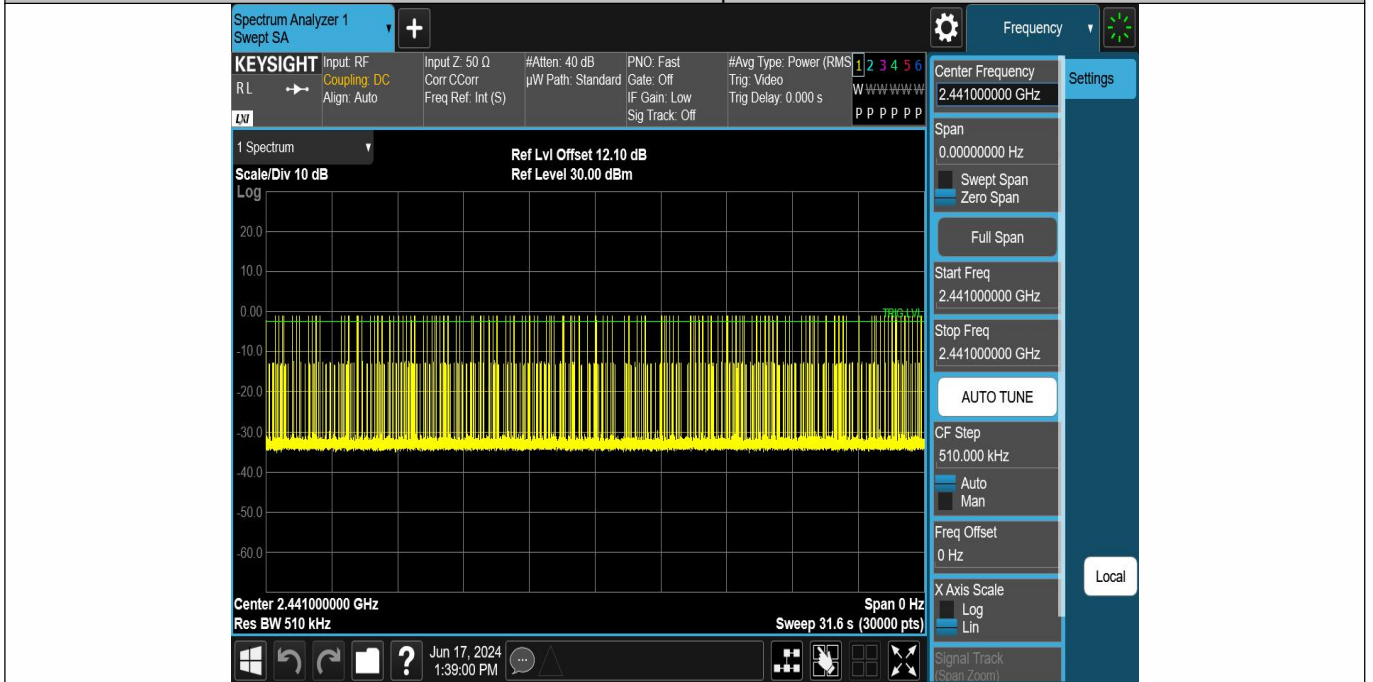 Spectrum Analyzer 1
Swept SA
+
Frequency
KEYSIGHT
RL
LXI
Input: RF
Coupling: DC
Align: Auto
Input Z: 50 Ω
Corr CCorr
Freq Ref: Int (S)
#Atten: 40 dB
µW Path: Standard
PNO: Fast
Gate: Off
IF Gain: Low
Sig Track: Off
#Avg Type: Power (RMS
Trig: Video
Trig Delay: 0.000 s
1 2 3 4 5 6
W W W W W W
P P P P P P
1 Spectrum
Scale/Div 10 dB
Log
Ref Lvl Offset 12.10 dB
Ref Level 30.00 dBm
20.0
10.0
0.00
-10.0
-20.0
-30.0
-40.0
-50.0
-60.0
TRIG LVL
Center 2.441000000 GHz
Res BW 510 kHz
Span 0 Hz
Sweep 31.6 s (30000 pts)
Center Frequency
2.441000000 GHz
Settings
Span
0.00000000 Hz
Swept Span
Zero Span
Full Span
Start Freq
2.441000000 GHz
Stop Freq
2.441000000 GHz
AUTO TUNE
CF Step
510.000 kHz
Auto
Man
Freq Offset
0 Hz
Local
X Axis Scale
Log
Lin
Signal Track
(Span Zoom)
?
Jun 17, 2024
1:39:00 PM